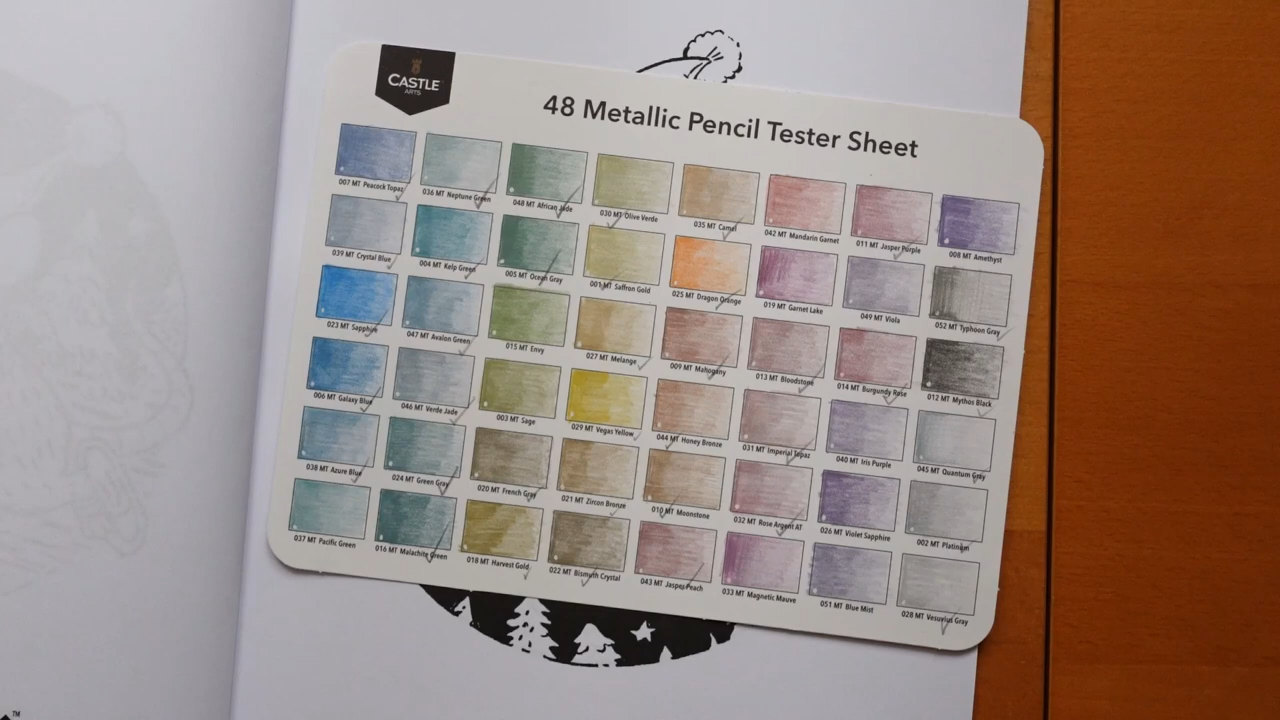 CASTLE
ARTS
48 Metallic Pencil Tester Sheet
007 MT Peacock Topaz
036 MT Neptune Green
048 MT African Jade
030 MT Olive Verde
035 MT Camel
042 MT Mandarin Garnet
011 MT Jasper Purple
008 MT Amethyst
039 MT Crystal Blue
004 MT Kelp Green
005 MT Ocean Gray
001 MT Saffron Gold
025 MT Dragon Orange
019 MT Garnet Lake
049 MT Viola
052 MT Typhoon Gray
023 MT Sapphire
047 MT Avalon Green
015 MT Envy
027 MT Melange
009 MT Mahogany
013 MT Bloodstone
014 MT Burgundy Rose
012 MT Mythos Black
006 MT Galaxy Blue
046 MT Verde Jade
003 MT Sage
029 MT Vegas Yellow
044 MT Honey Bronze
031 MT Imperial Topaz
040 MT Iris Purple
045 MT Quantum Gray
038 MT Azure Blue
024 MT Green Gray
020 MT French Gray
021 MT Zircon Bronze
010 MT Moonstone
032 MT Rose Argent AT
026 MT Violet Sapphire
002 MT Platinum
037 MT Pacific Green
016 MT Malachite Green
018 MT Harvest Gold
022 MT Bismuth Crystal
043 MT Jasper Peach
033 MT Magnetic Mauve
051 MT Blue Mist
028 MT Vesuvius Gray
TM